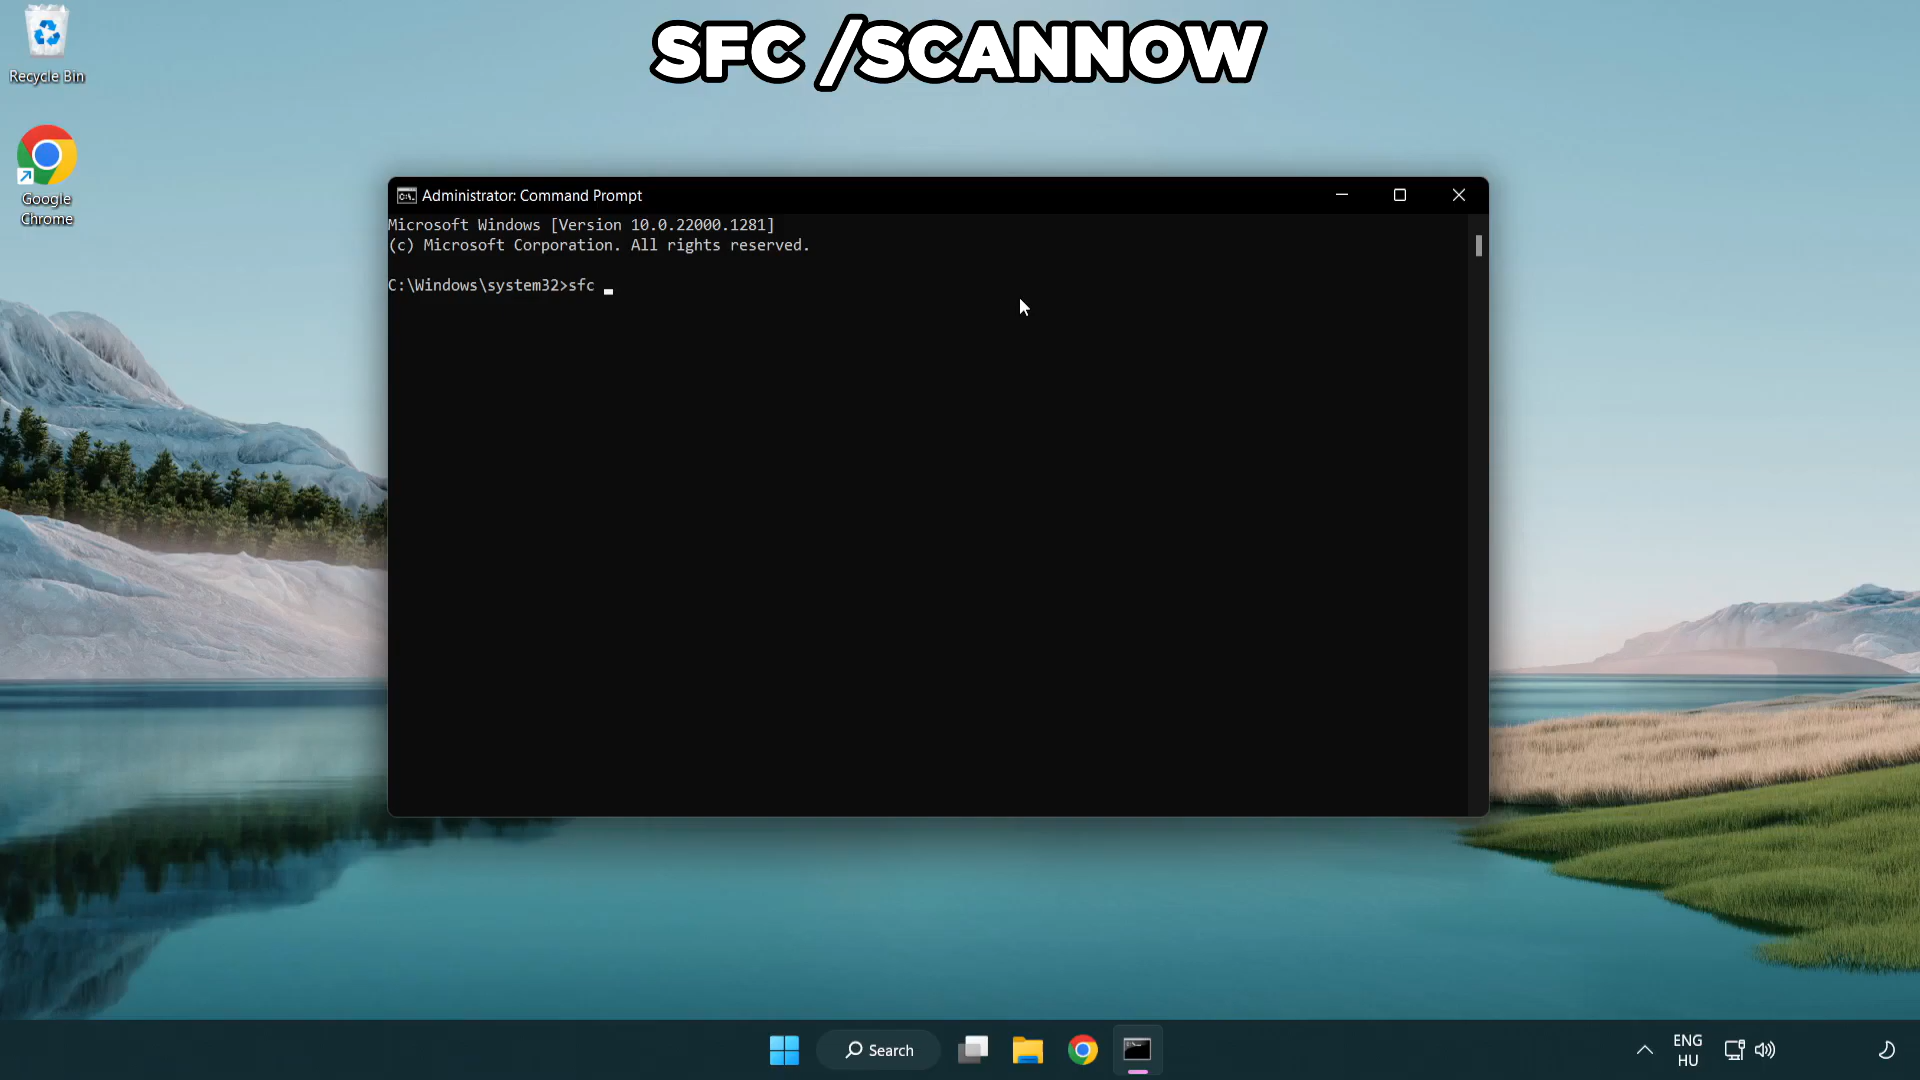 SFC /SCANNOW
Recycle Bin
Google
Chrome
Administrator: Command Prompt
Microsoft Windows [Version 10.0.22000.1281]
(c) Microsoft Corporation. All rights reserved.
C:\Windows\system32>sfc
Search
ENG
HU